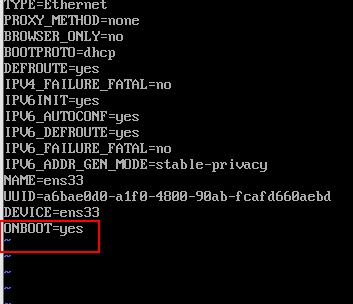 TYPE=Ethernet
PROXY_METHOD=none
BROWSER_ONLY=no
BOOTPROTO=dhcp
DEFROUTE=yes
IPV4_FAILURE_FATAL=no
IPV6INIT=yes
IPV6_AUTOCONF=yes
IPV6_DEFROUTE=yes
IPV6_FAILURE_FATAL=no
IPV6_ADDR_GEN_MODE=stable-privacy
NAME=ens33
UUID=a6bae0d0-a1f0-4800-90ab-fcafd660aebd
DEVICE=ens33
ONBOOT=yes
~
~
~
~
~